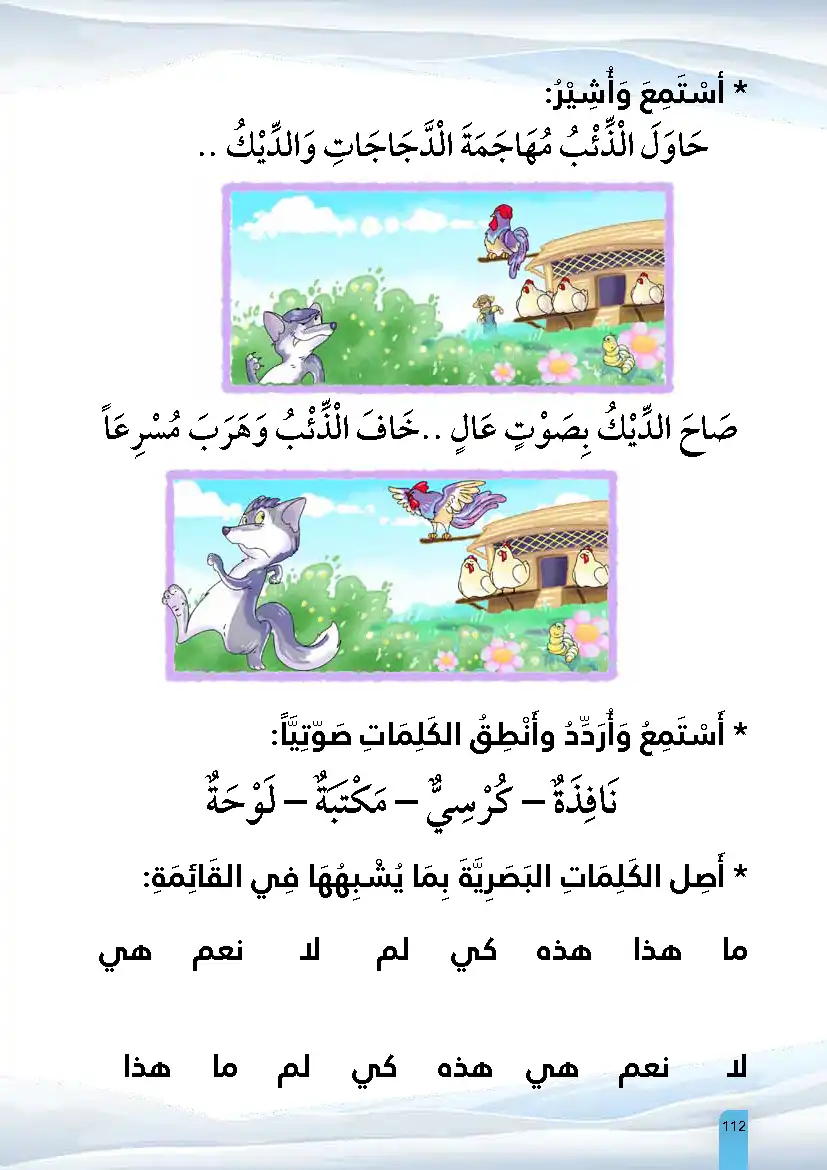 * أسْتَمِعَ وَأُشِيْرُ:
حَاوَلَ الْذِّئْبُ مُهَاجَمَةَ الْدَّجَاجَاتِ وَالدِّيْكُ ..
صَاحَ الدِّيْكُ بِصَوْتٍ عَالٍ ..خَافَ الْذِّئْبُ وَهَرَبَ مُسْرِعَاً
* أَسْتَمِعُ وَأُرَدِّدُ وأَنْطِقُ الكَلِمَاتِ صَوّتِيَّاً:
نَافِذَةٌ – كُرْسِيٌّ – مَكْتَبَةٌ – لَوْحَةٌ
* أَصِل الكَلِمَاتِ البَصَرِيَّةَ بِمَا يُشْبِهُهَا فِي القَائِمَةِ:
ما هذا هذه كي لم لا نعم هي
لا نعم هي هذه كي لم ما هذا
112